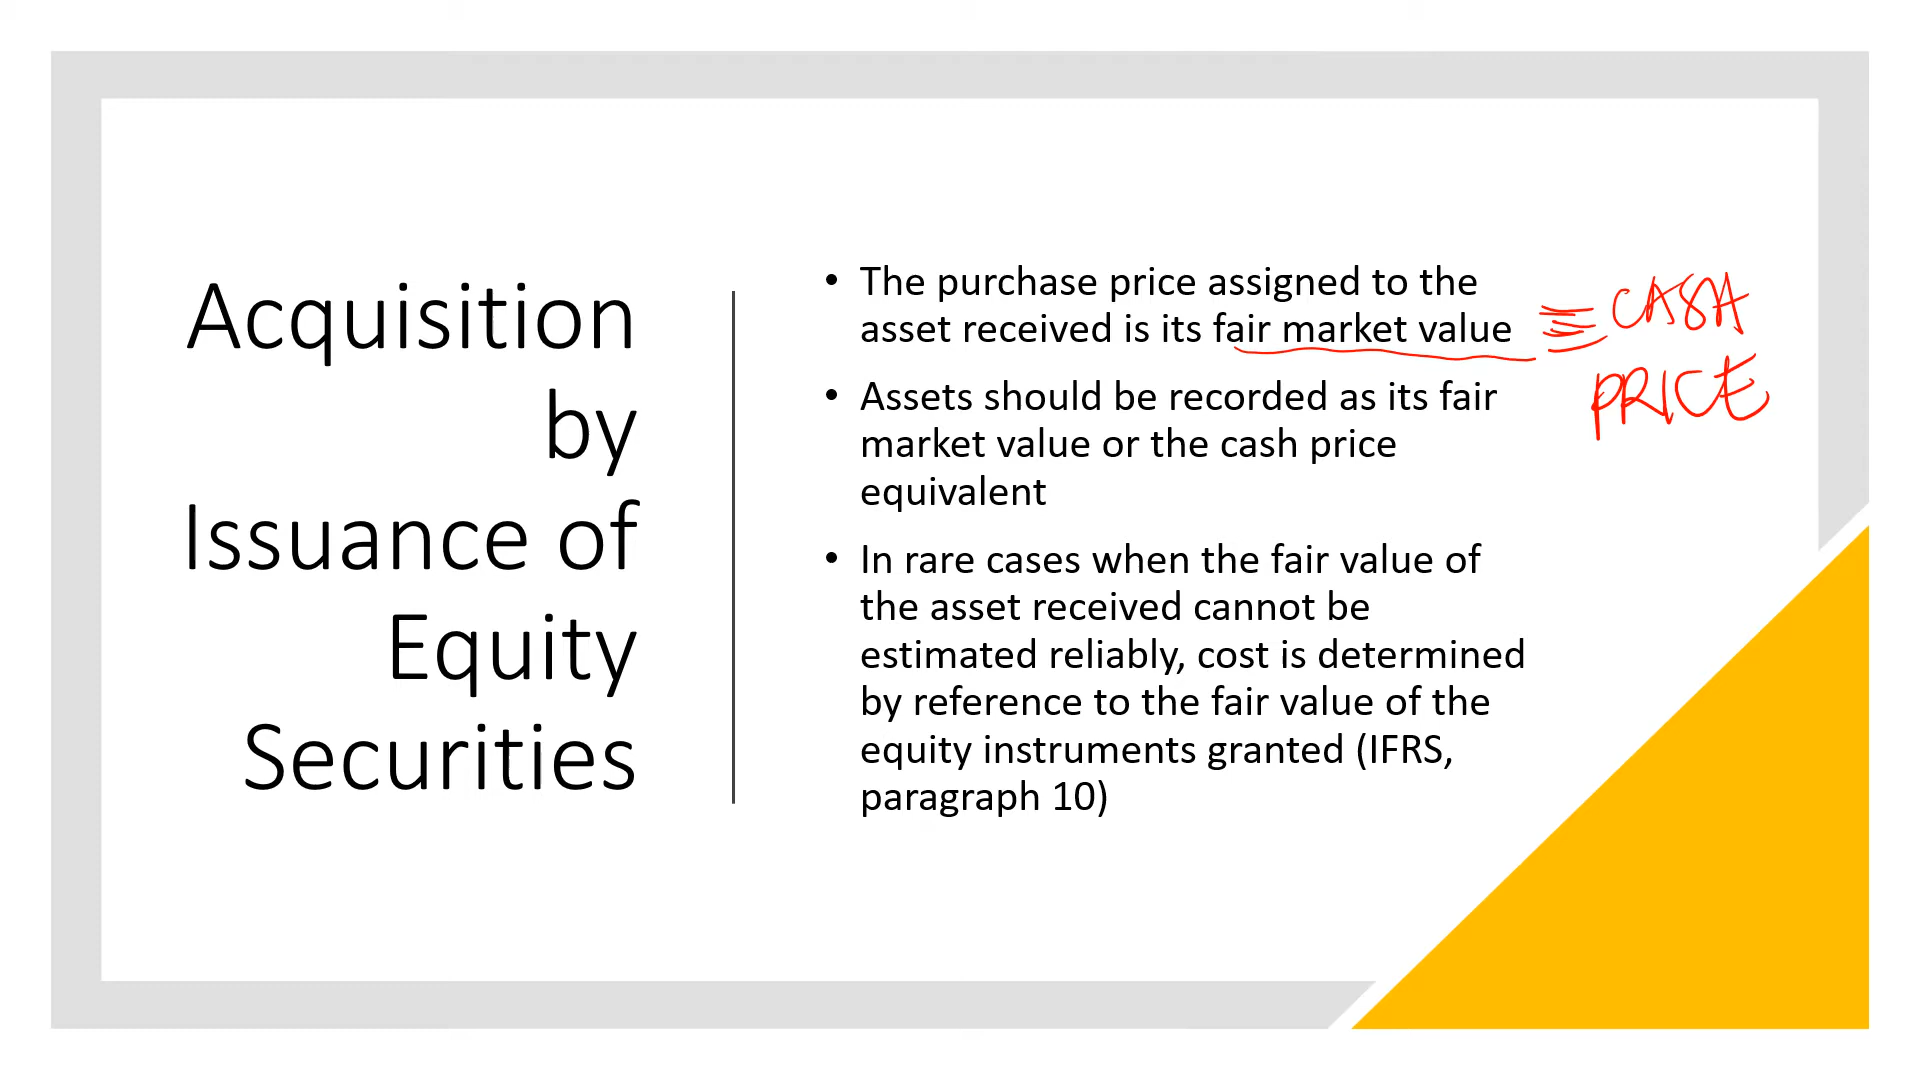 Acquisition
by
Issuance of
Equity
Securities
• The purchase price assigned to the
asset received is its fair market value
• Assets should be recorded as its fair
market value or the cash price
equivalent
• In rare cases when the fair value of
the asset received cannot be
estimated reliably, cost is determined
by reference to the fair value of the
equity instruments granted (IFRS,
paragraph 10)
CASH
PRICE